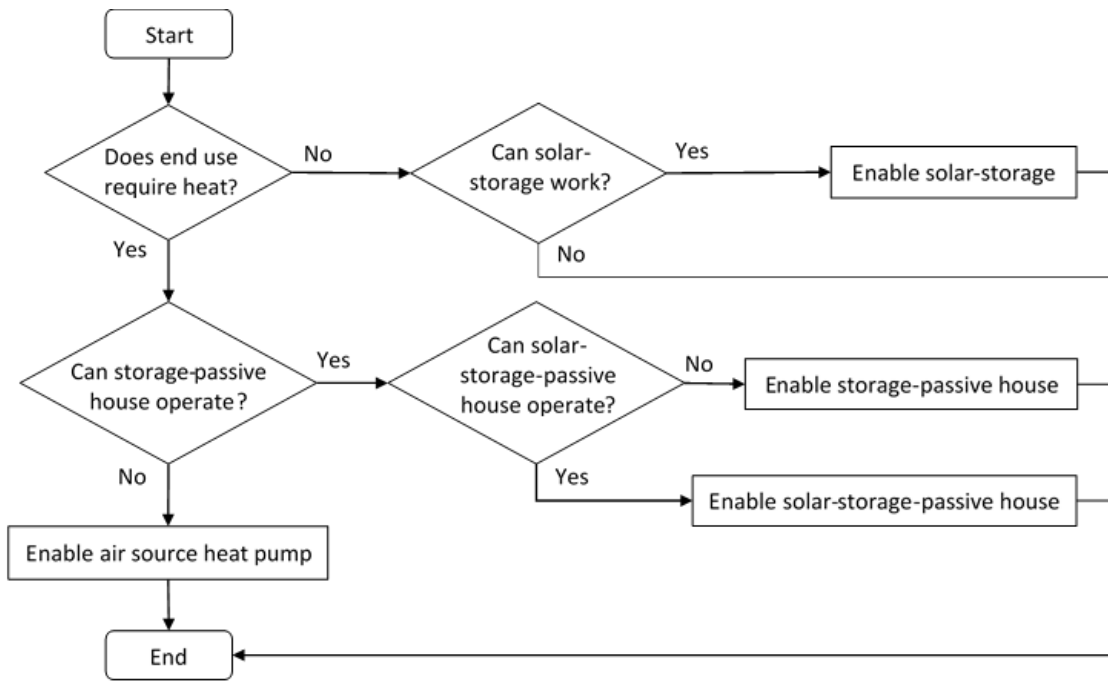 Start
Does end use
require heat?
No
Can solar-
storage work?
Yes
Enable solar-storage
Yes
No
Can storage-passive
house operate?
Yes
Can solar-
storage-passive
house operate?
No
Enable storage-passive house
No
Yes
Enable solar-storage-passive house
Enable air source heat pump
End